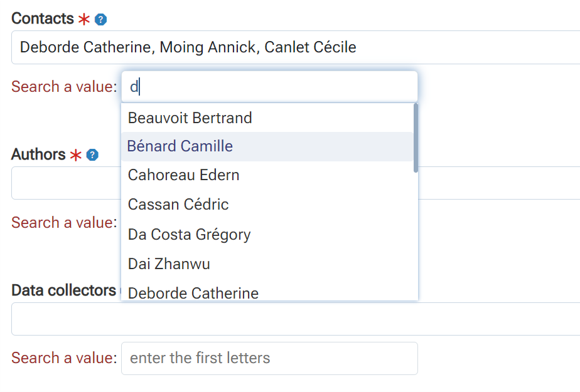 Contacts * ?
Deborde Catherine, Moing Annick, Canlet Cécile
Search a value: d
Beauvoit Bertrand
Bénard Camille
Cahoreau Edern
Cassan Cédric
Da Costa Grégory
Dai Zhanwu
Deborde Catherine
Authors * ?
Search a value:
Data collectors
Search a value: enter the first letters